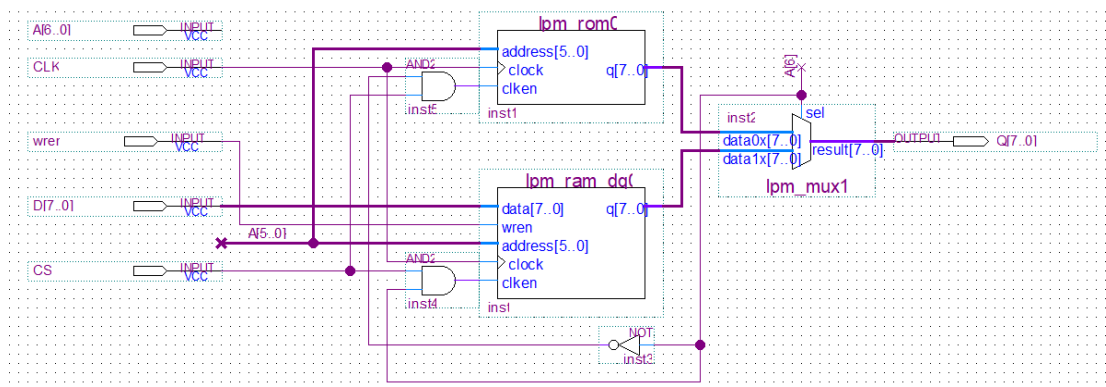 lpm_rom0
A[6..0]
INPUT
VCC
address[5..0]
CLK
INPUT
VCC
AND2
clock
q[7..0]
clken
A[6]
inst5
inst1
inst2
sel
wren
INPUT
VCC
data0x[7..0]
result[7..0]
OUTPUT
Q[7..0]
data1x[7..0]
lpm_ram_dq0
lpm_mux1
D[7..0]
INPUT
VCC
data[7..0]
q[7..0]
wren
A[5..0]
address[5..0]
CS
INPUT
VCC
AND2
clock
clken
inst4
inst
NOT
inst3